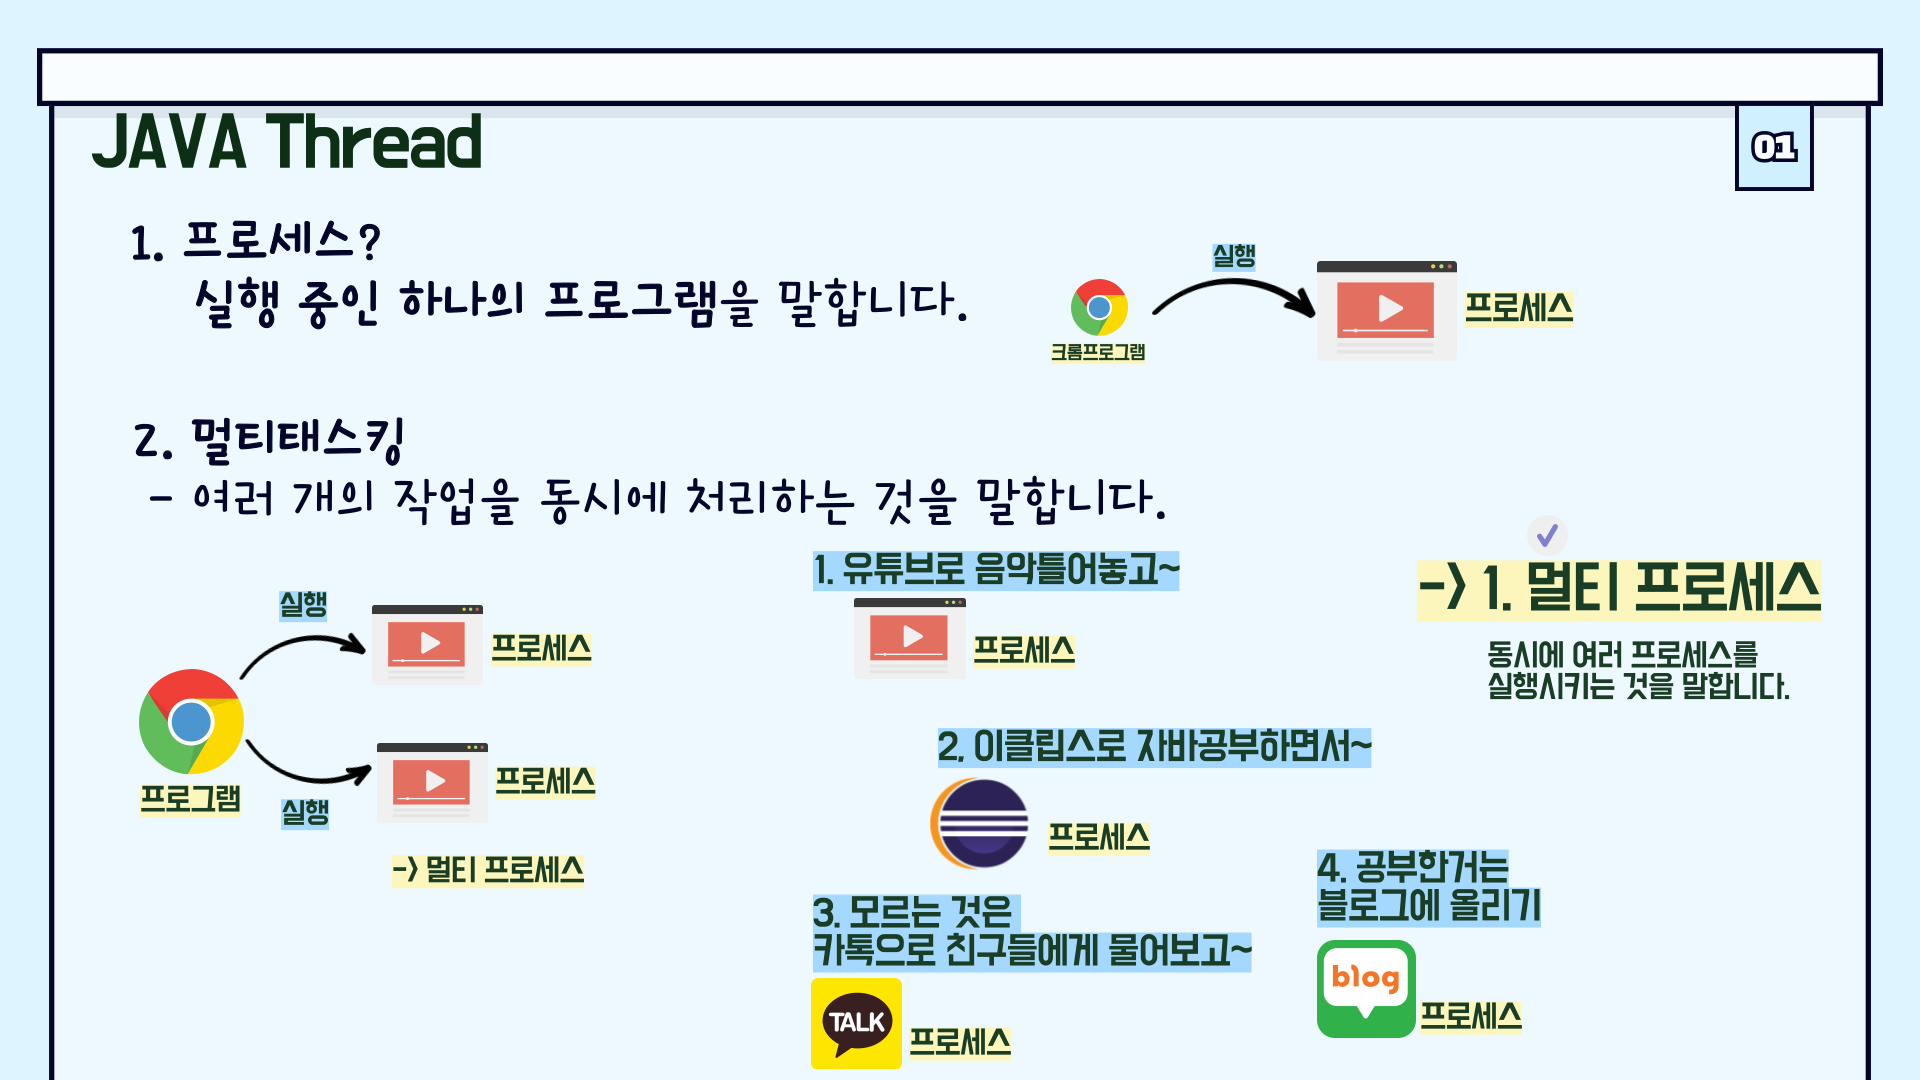 JAVA Thread
01
1. 프로세스?
실행 중인 하나의 프로그램을 말합니다.
실행
크롬프로그램
프로세스
2. 멀티태스킹
- 여러 개의 작업을 동시에 처리하는 것을 말합니다.
실행
프로세스
프로그램
실행
프로세스
-> 멀티 프로세스
1. 유튜브로 음악틀어놓고~
프로세스
2, 이클립스로 자바공부하면서~
프로세스
3. 모르는 것은
카톡으로 친구들에게 물어보고~
TALK
프로세스
4. 공부한거는
블로그에 올리기
blog
프로세스
-> 1. 멀티 프로세스
동시에 여러 프로세스를
실행시키는 것을 말합니다.